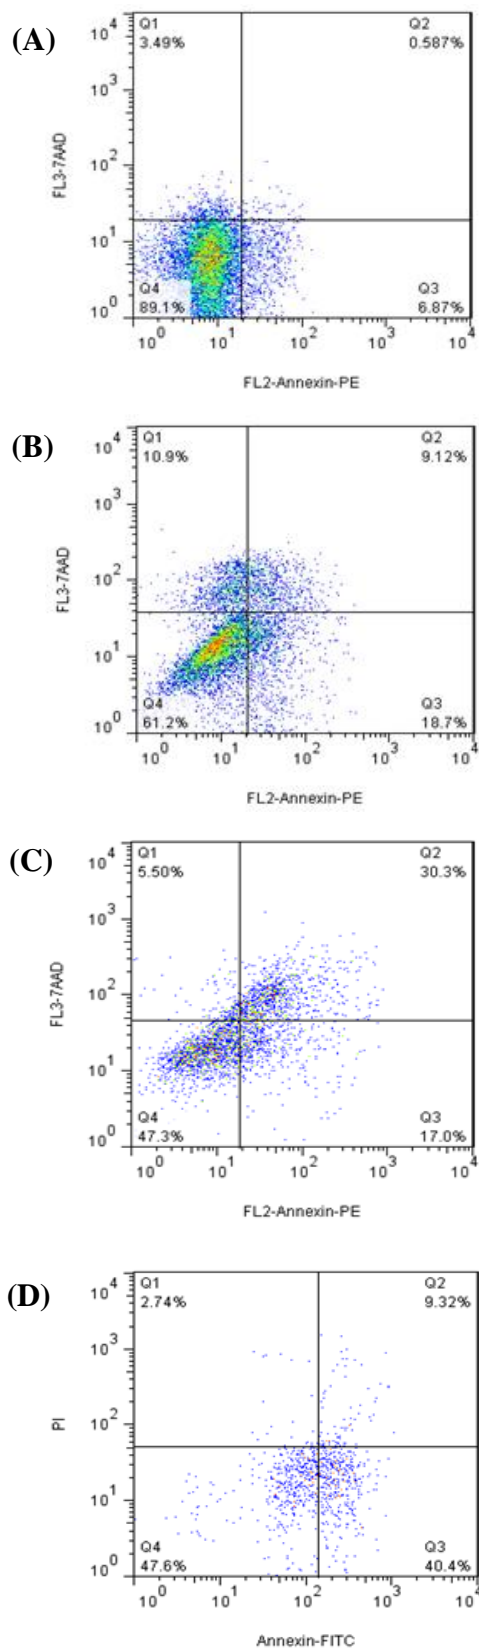 (A)
Q1
3.49%
Q2
0.587%
10^4
10^3
10^2
10^1
10^0
FL3-7AAD
Q4
89.1%
Q3
6.87%
10^0 10^1 10^2 10^3 10^4
FL2-Annexin-PE
(B)
Q1
10.9%
Q2
9.12%
10^4
10^3
10^2
10^1
10^0
FL3-7AAD
Q4
61.2%
Q3
18.7%
10^0 10^1 10^2 10^3 10^4
FL2-Annexin-PE
(C)
Q1
5.50%
Q2
30.3%
10^4
10^3
10^2
10^1
10^0
FL3-7AAD
Q4
47.3%
Q3
17.0%
10^0 10^1 10^2 10^3 10^4
FL2-Annexin-PE
(D)
Q1
2.74%
Q2
9.32%
10^4
10^3
10^2
10^1
10^0
PI
Q4
47.6%
Q3
40.4%
10^0 10^1 10^2 10^3 10^4
Annexin-FITC